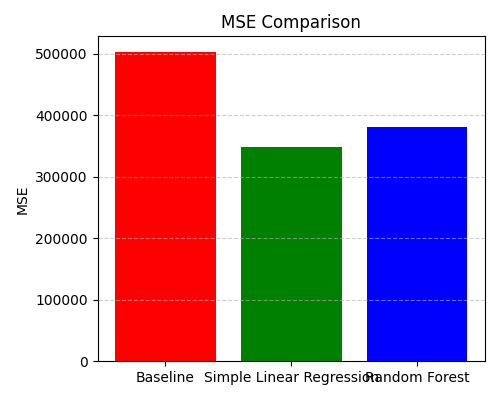 MSE Comparison
MSE
500000
400000
300000
200000
100000
0
Baseline
Simple Linear Regression
Random Forest